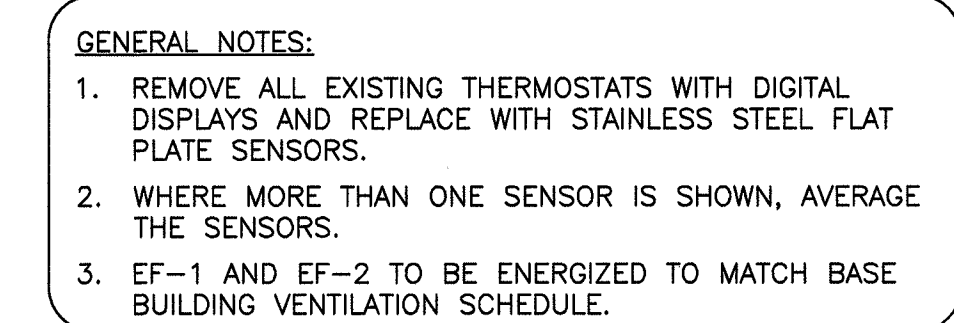 GENERAL NOTES:
1. REMOVE ALL EXISTING THERMOSTATS WITH DIGITAL
DISPLAYS AND REPLACE WITH STAINLESS STEEL FLAT
PLATE SENSORS.
2. WHERE MORE THAN ONE SENSOR IS SHOWN, AVERAGE
THE SENSORS.
3. EF-1 AND EF-2 TO BE ENERGIZED TO MATCH BASE
BUILDING VENTILATION SCHEDULE.